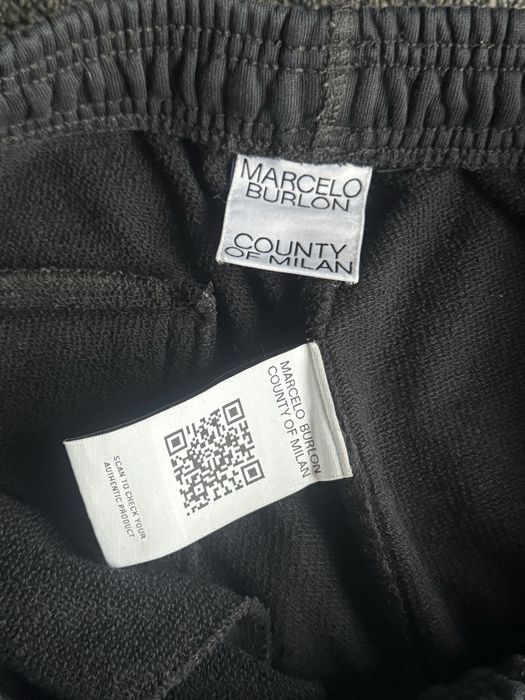 MARCELO
BURLON
COUNTY
OF MILAN
MARCELO BURLON
COUNTY OF MILAN
SCAN TO CHECK YOUR
AUTHENTIC PRODUCT